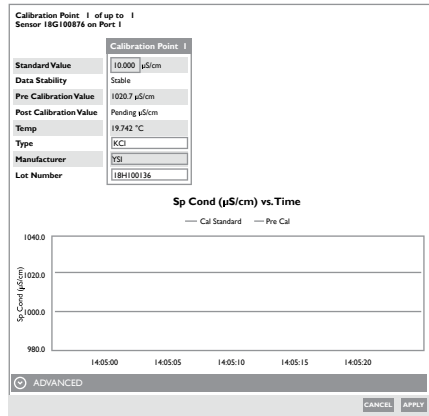 Calibration Point 1 of up to 1
Sensor 18G100876 on Port 1
Calibration Point 1
Standard Value 10.000 µS/cm
Data Stability Stable
Pre Calibration Value 1020.7 µS/cm
Post Calibration Value Pending µS/cm
Temp 19.742 °C
Type KCl
Manufacturer YSI
Lot Number 18H100136
Sp Cond (µS/cm) vs. Time
Cal Standard Pre Cal
Sp Cond (µS/cm)
1040.0
1020.0
1000.0
980.0
14:05:00 14:05:05 14:05:10 14:05:15 14:05:20
ADVANCED
CANCEL APPLY